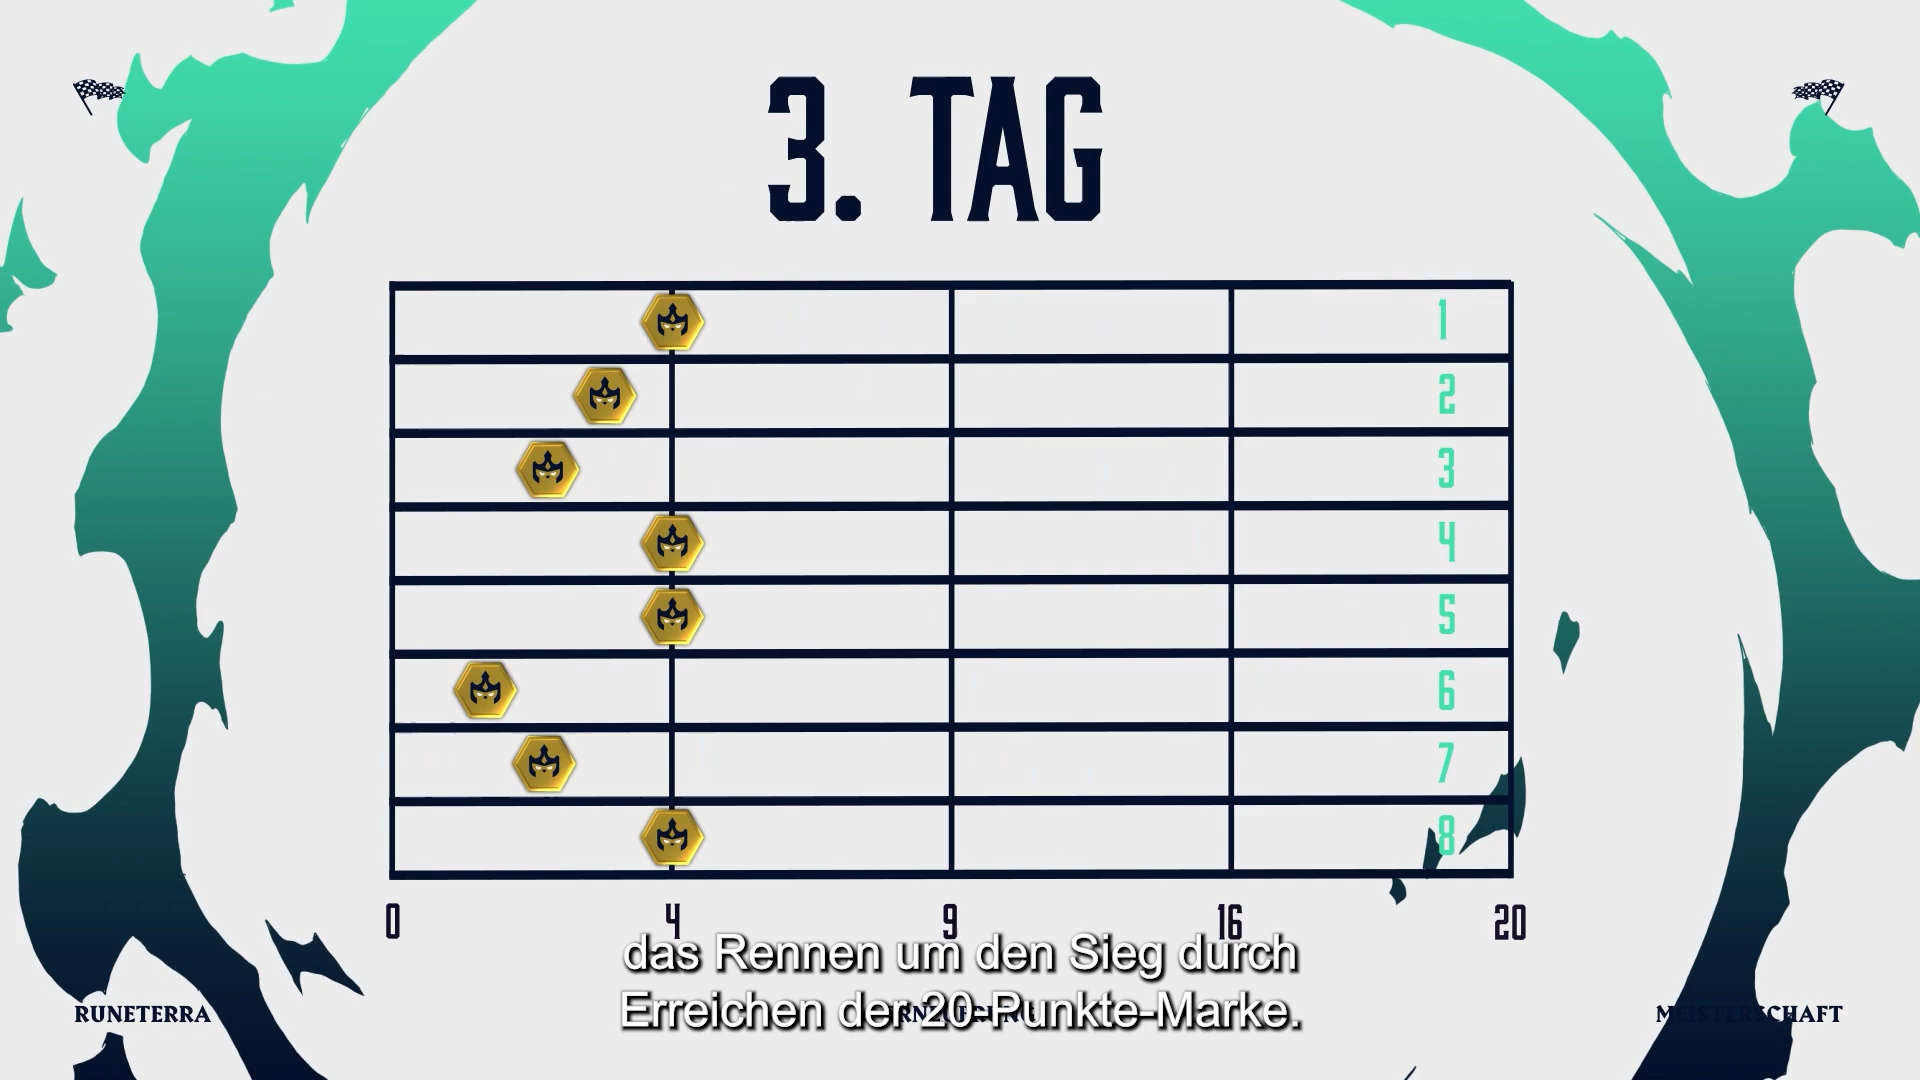 3. TAG
1
2
3
4
5
6
7
8
0 4 9 16 20
das Rennen um den Sieg durch
Erreichen der 20-Punkte-Marke.
RUNETERRA MEISTERSCHAFT